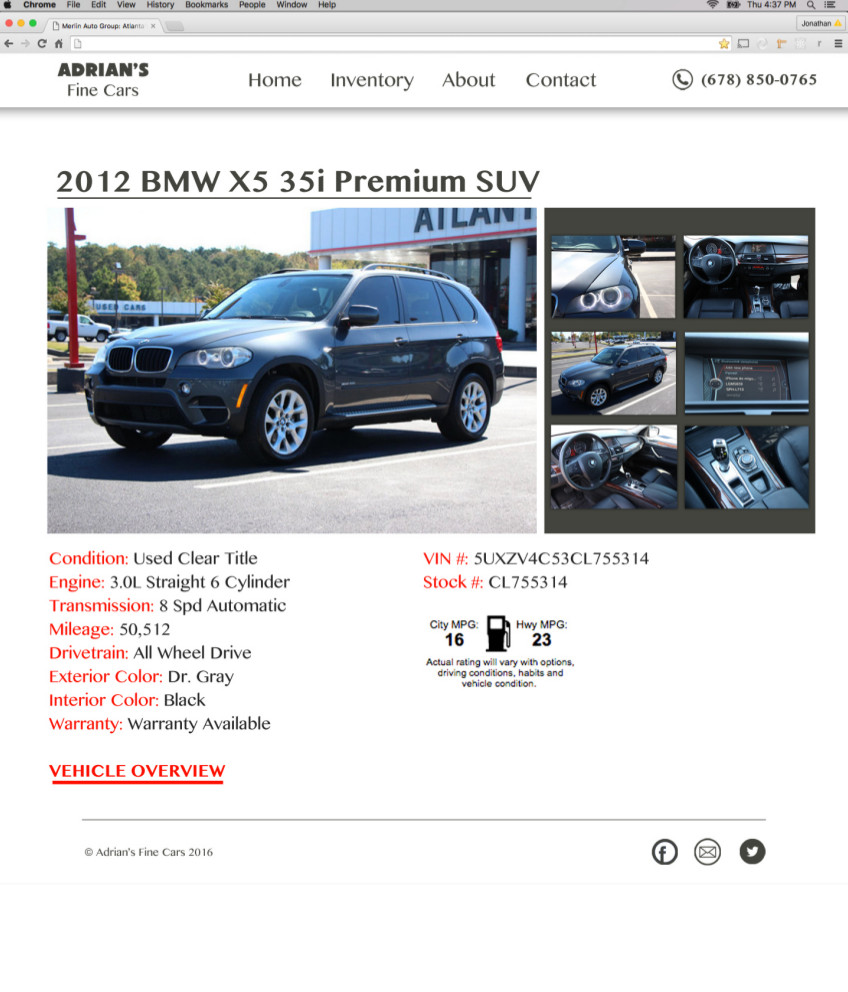 Chrome File Edit View History Bookmarks People Window Help Thu 4:37 PM
Merlin Auto Group: Atlanta
Jonathan
ADRIAN'S
Fine Cars
Home Inventory About Contact (678) 850-0765
2012 BMW X5 35i Premium SUV
ATLANT
USED CARS
Condition: Used Clear Title
Engine: 3.0L Straight 6 Cylinder
Transmission: 8 Spd Automatic
Mileage: 50,512
Drivetrain: All Wheel Drive
Exterior Color: Dr. Gray
Interior Color: Black
Warranty: Warranty Available
VIN #: 5UXZV4C53CL755314
Stock #: CL755314
City MPG: Hwy MPG:
16 23
Actual rating will vary with options,
driving conditions, habits and
vehicle condition.
VEHICLE OVERVIEW
© Adrian's Fine Cars 2016